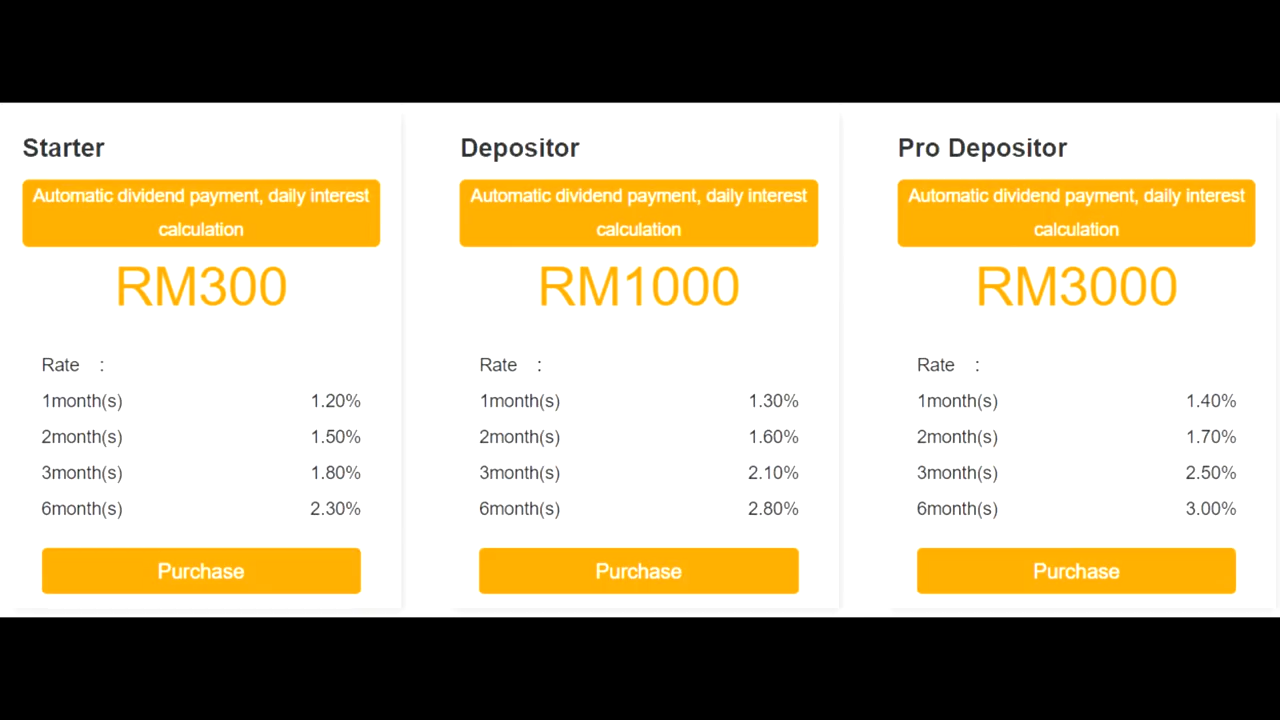 Starter
Automatic dividend payment, daily interest
calculation
RM300
Rate :
1month(s) 1.20%
2month(s) 1.50%
3month(s) 1.80%
6month(s) 2.30%
Purchase
Depositor
Automatic dividend payment, daily interest
calculation
RM1000
Rate :
1month(s) 1.30%
2month(s) 1.60%
3month(s) 2.10%
6month(s) 2.80%
Purchase
Pro Depositor
Automatic dividend payment, daily interest
calculation
RM3000
Rate :
1month(s) 1.40%
2month(s) 1.70%
3month(s) 2.50%
6month(s) 3.00%
Purchase